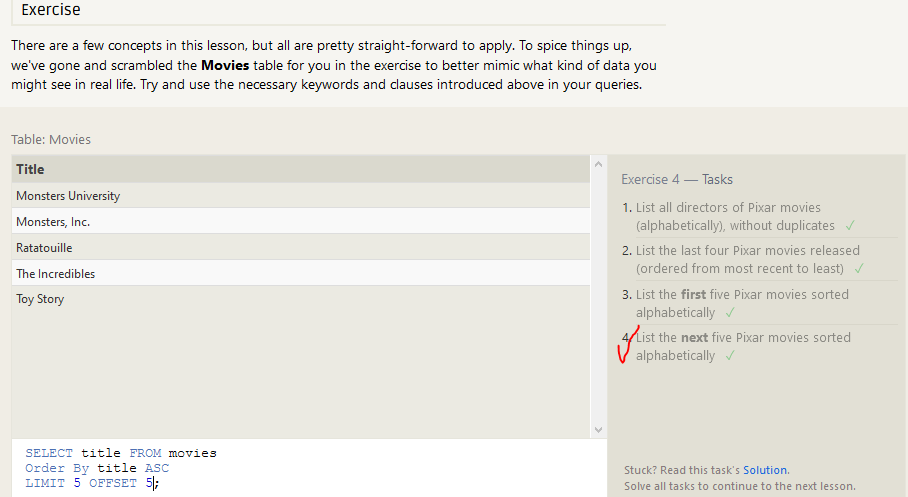 Exercise
There are a few concepts in this lesson, but all are pretty straight-forward to apply. To spice things up,
we've gone and scrambled the Movies table for you in the exercise to better mimic what kind of data you
might see in real life. Try and use the necessary keywords and clauses introduced above in your queries.
Table: Movies
Title
Monsters University
Monsters, Inc.
Ratatouille
The Incredibles
Toy Story
SELECT title FROM movies
Order By title ASC
LIMIT 5 OFFSET 5;
Exercise 4 — Tasks
1. List all directors of Pixar movies
(alphabetically), without duplicates ✓
2. List the last four Pixar movies released
(ordered from most recent to least) ✓
3. List the first five Pixar movies sorted
alphabetically ✓
4. List the next five Pixar movies sorted
alphabetically ✓
Stuck? Read this task's Solution.
Solve all tasks to continue to the next lesson.